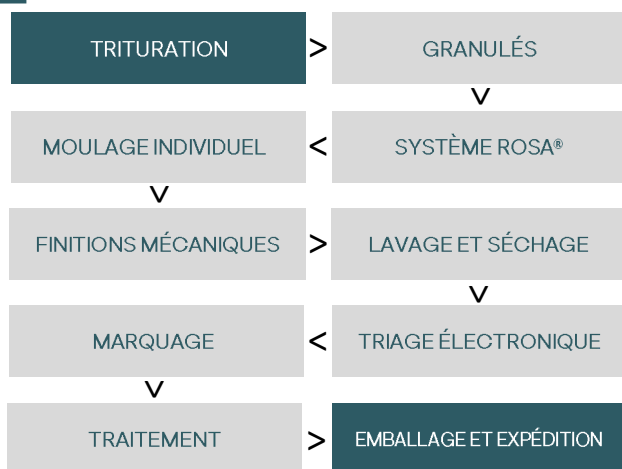 TRITURATION > GRANULÉS
V
MOULAGE INDIVIDUEL < SYSTÈME ROSA®
V
FINITIONS MÉCANIQUES > LAVAGE ET SÉCHAGE
V
MARQUAGE < TRIAGE ÉLECTRONIQUE
V
TRAITEMENT > EMBALLAGE ET EXPÉDITION